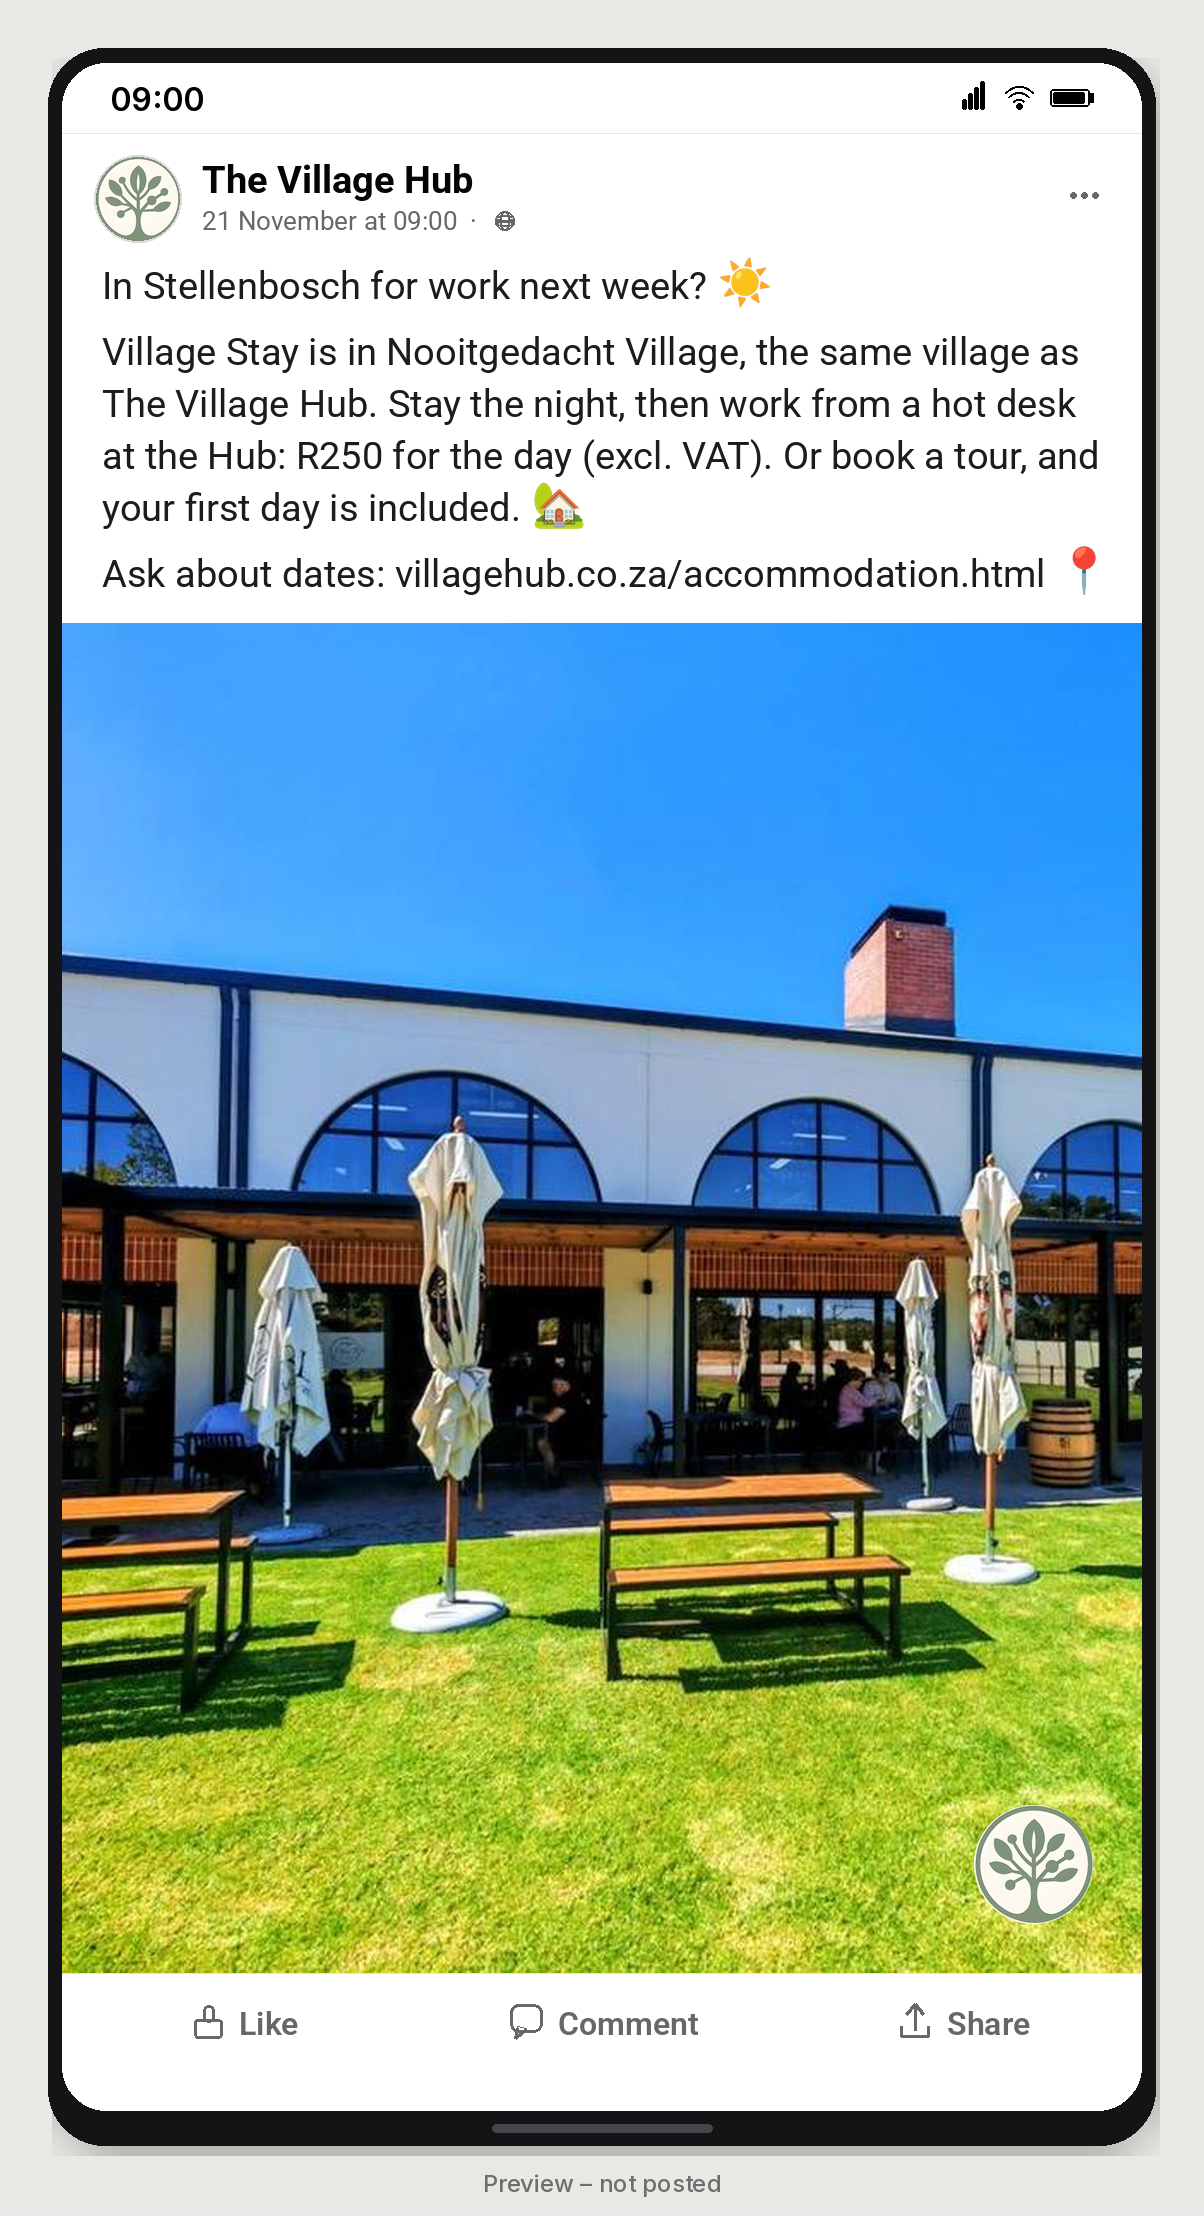 09:00
The Village Hub
21 November at 09:00 ·
In Stellenbosch for work next week? ☀️
Village Stay is in Nooitgedacht Village, the same village as
The Village Hub. Stay the night, then work from a hot desk
at the Hub: R250 for the day (excl. VAT). Or book a tour, and
your first day is included. 🏡
Ask about dates: villagehub.co.za/accommodation.html 📍
Like
Comment
Share
Preview – not posted